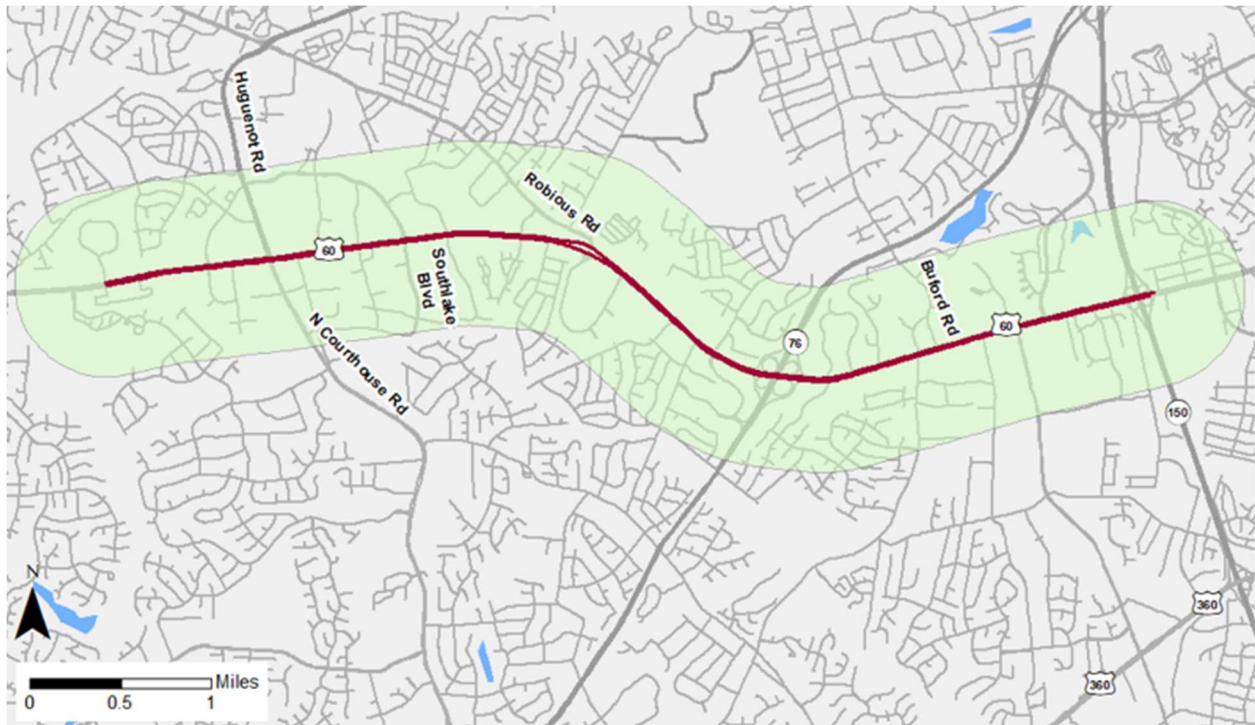 Huguenot Rd
Robious Rd
60
Southlake
Blvd
N Courthouse Rd
Buford Rd
60
76
150
360
360
N
Miles
0 0.5 1